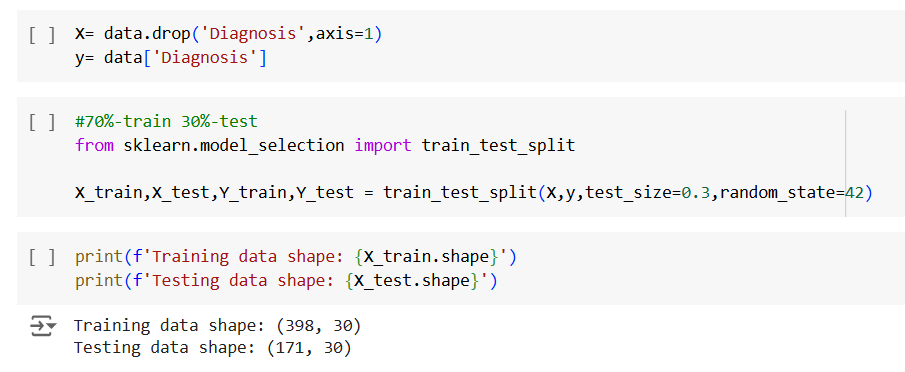 [ ] X= data.drop('Diagnosis',axis=1)
y= data['Diagnosis']
[ ] #70%-train 30%-test
from sklearn.model_selection import train_test_split
X_train,X_test,Y_train,Y_test = train_test_split(X,y,test_size=0.3,random_state=42)
[ ] print(f'Training data shape: {X_train.shape}')
print(f'Testing data shape: {X_test.shape}')
Training data shape: (398, 30)
Testing data shape: (171, 30)